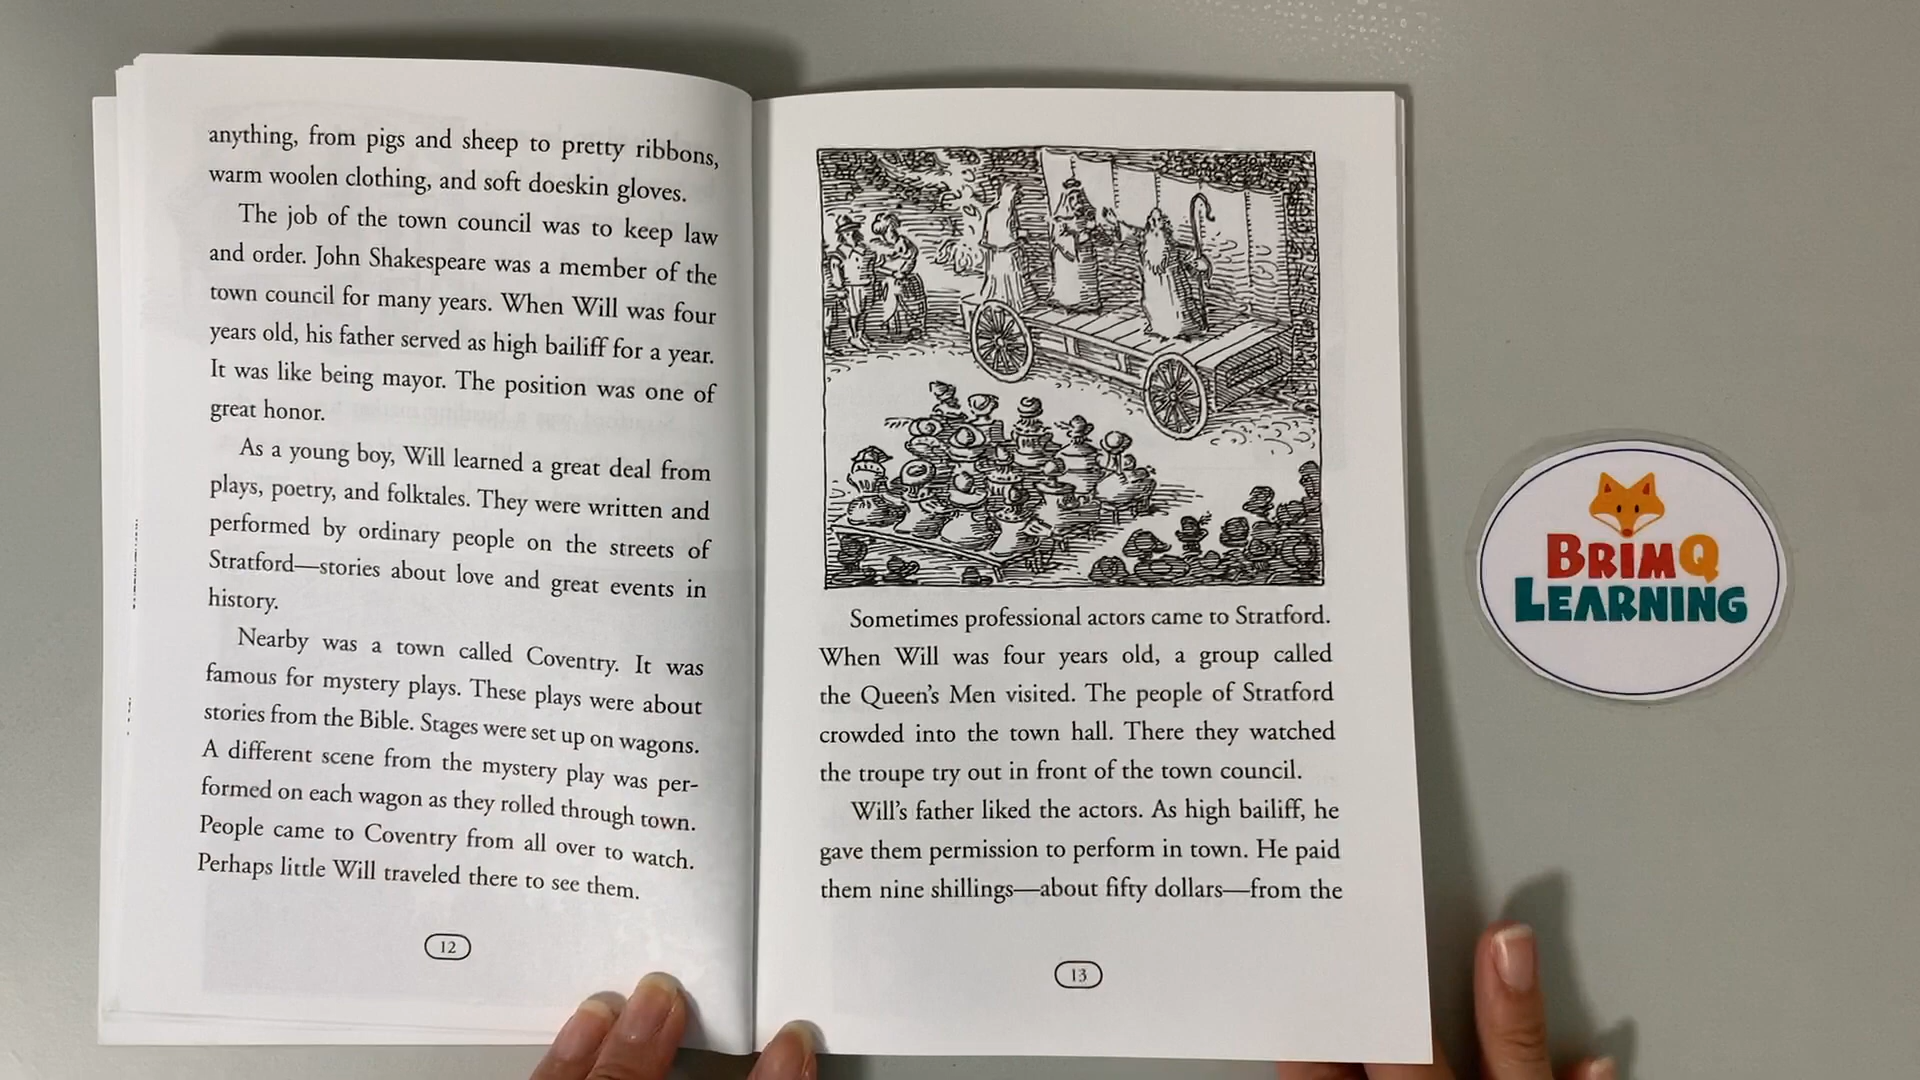 anything, from pigs and sheep to pretty ribbons,
warm woolen clothing, and soft doeskin gloves.
The job of the town council was to keep law
and order. John Shakespeare was a member of the
town council for many years. When Will was four
years old, his father served as high bailiff for a year.
It was like being mayor. The position was one of
great honor.
As a young boy, Will learned a great deal from
plays, poetry, and folktales. They were written and
performed by ordinary people on the streets of
Stratford—stories about love and great events in
history.
Nearby was a town called Coventry. It was
famous for mystery plays. These plays were about
stories from the Bible. Stages were set up on wagons.
A different scene from the mystery play was per-
formed on each wagon as they rolled through town.
People came to Coventry from all over to watch.
Perhaps little Will traveled there to see them.
12
Sometimes professional actors came to Stratford.
When Will was four years old, a group called
the Queen's Men visited. The people of Stratford
crowded into the town hall. There they watched
the troupe try out in front of the town council.
Will's father liked the actors. As high bailiff, he
gave them permission to perform in town. He paid
them nine shillings—about fifty dollars—from the
13
BRIMQ
LEARNING